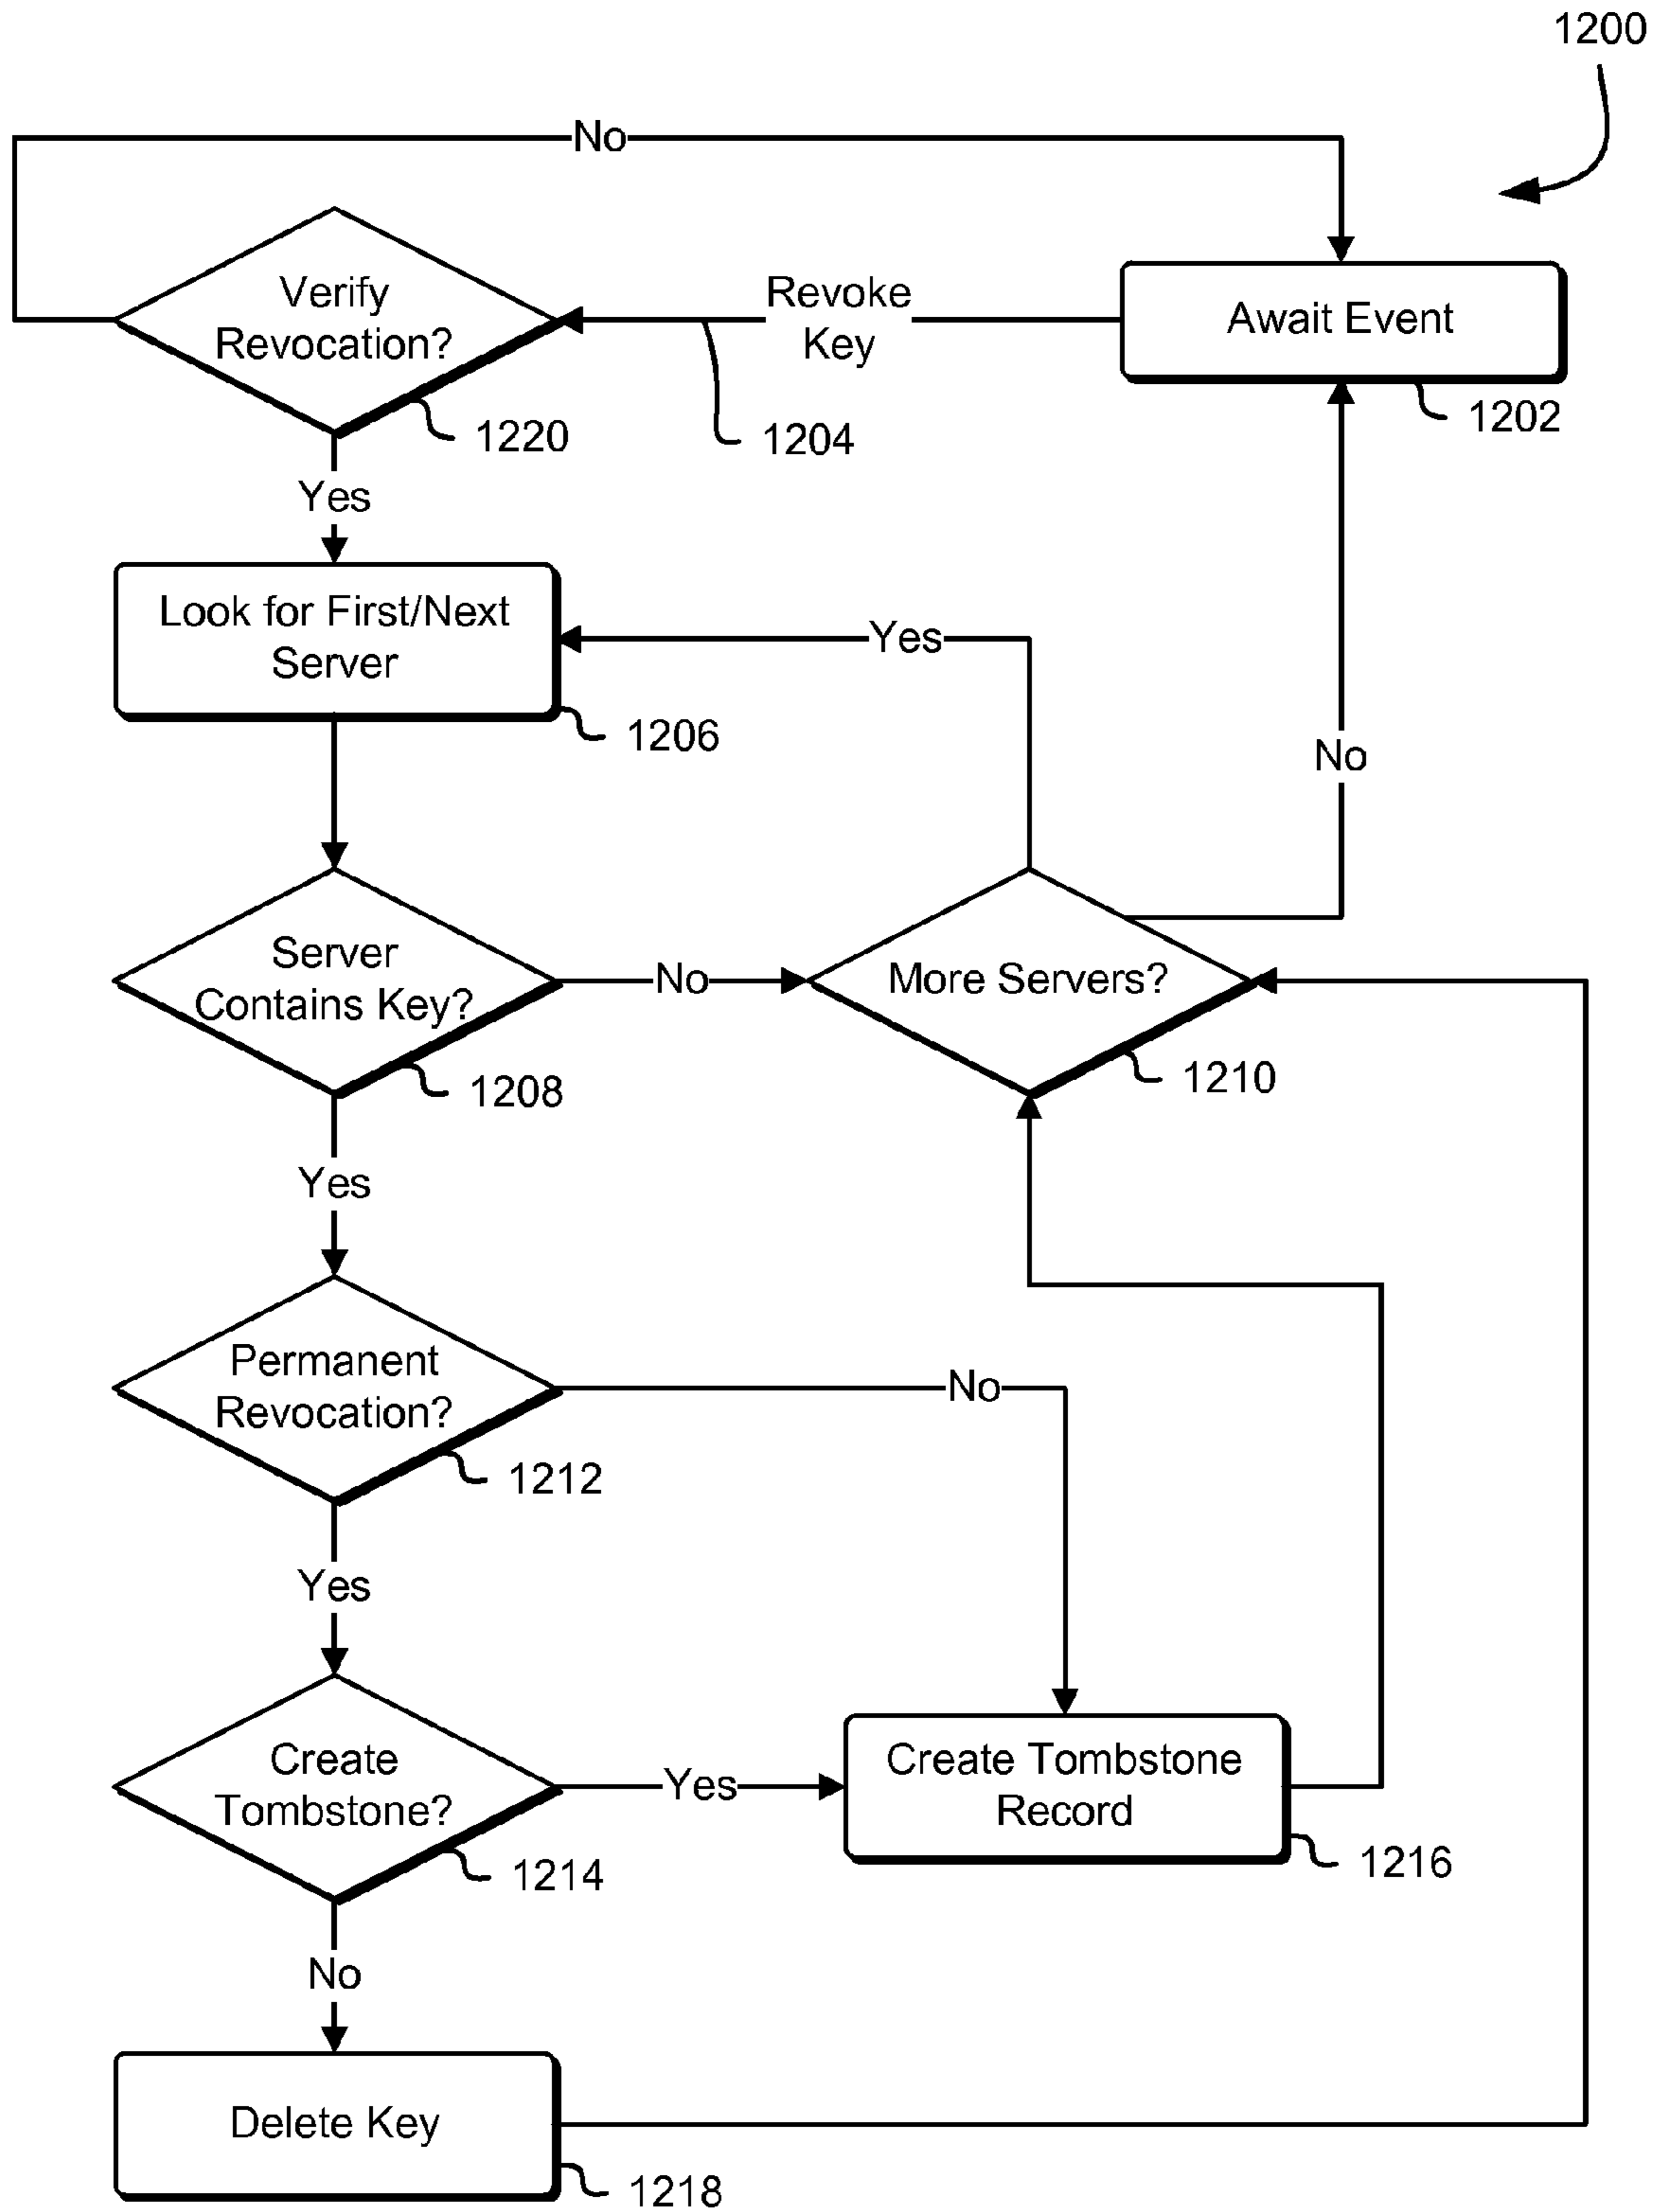 1200
No
Verify
Revocation?
Revoke
Key
Await Event
1220
1204
1202
Yes
Look for First/Next
Server
Yes
1206
No
Server
Contains Key?
No
More Servers?
1208
1210
Yes
Permanent
Revocation?
No
1212
Yes
Create
Tombstone?
Yes
Create Tombstone
Record
1214
1216
No
Delete Key
1218